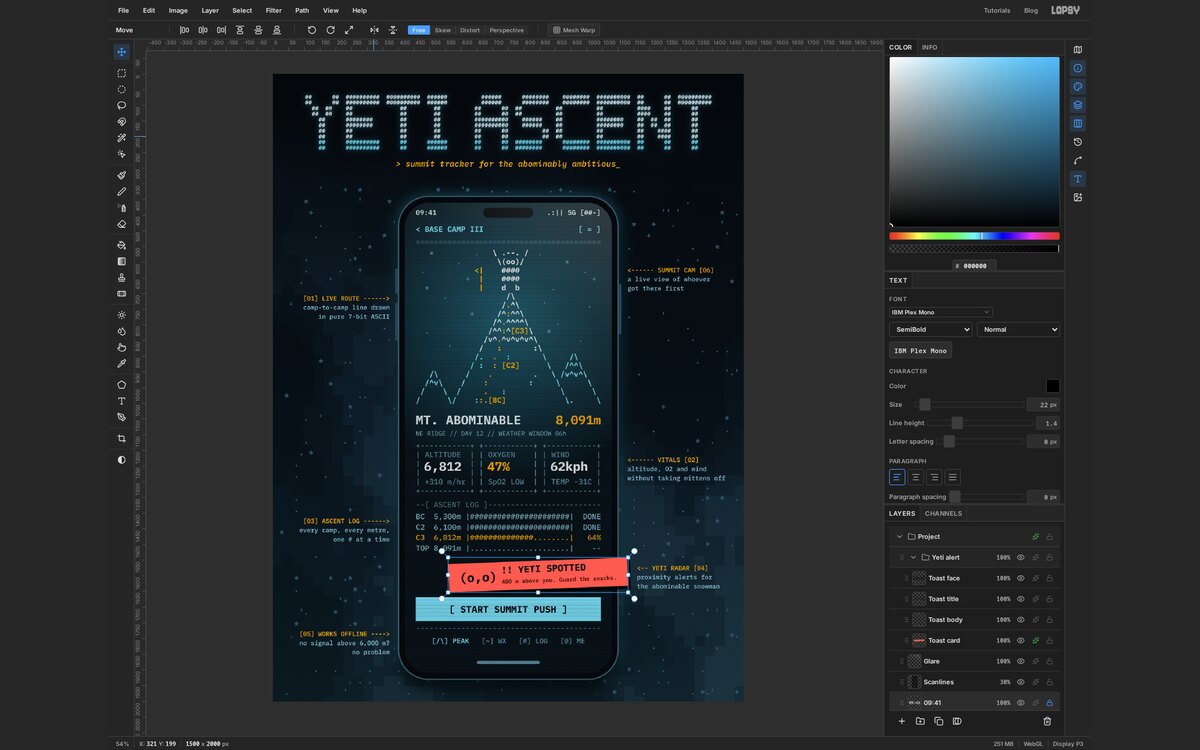 File Edit Image Layer Select Filter Path View Help
Tutorials Blog LOPSY
Move
Free Skew Distort Perspective Mesh Warp
YETI ASCENT
> summit tracker for the abominably ambitious_
09:41 .:|| 5G [##-]
< BASE CAMP III [ = ]
<------ SUMMIT CAM [06]
a live view of whoever
got there first
[01] LIVE ROUTE ------>
camp-to-camp line drawn
in pure 7-bit ASCII
[C3]
[C2]
[BC]
MT. ABOMINABLE 8,091m
NE RIDGE // DAY 12 // WEATHER WINDOW 06h
ALTITUDE OXYGEN WIND
6,812 47% 62kph
+310 m/hr SpO2 LOW TEMP -31C
<------ VITALS [02]
altitude, O2 and wind
without taking mittens off
--[ ASCENT LOG ]
BC 5,300m DONE
C2 6,100m DONE
C3 6,812m 64%
TOP 8,091m --
[03] ASCENT LOG ------>
every camp, every metre,
one # at a time
(o,o) !! YETI SPOTTED
400 m above you. Guard the snacks.
<-- YETI RADAR [04]
proximity alerts for
the abominable snowman
[ START SUMMIT PUSH ]
[05] WORKS OFFLINE ---->
no signal above 6,000 m?
no problem
[/\] PEAK [~] WX [#] LOG [@] ME
COLOR INFO
# 000000
TEXT
FONT
IBM Plex Mono
SemiBold Normal
IBM Plex Mono
CHARACTER
Color
Size 22 px
Line height 1.4
Letter spacing 0 px
PARAGRAPH
Paragraph spacing 0 px
LAYERS CHANNELS
Project
Yeti alert 100%
Toast face 100%
Toast title 100%
Toast body 100%
Toast card 100%
Glare 100%
Scanlines 30%
09:41 100%
54% X: 321 Y: 199 1500 x 2000 px
251 MB WebGL Display P3